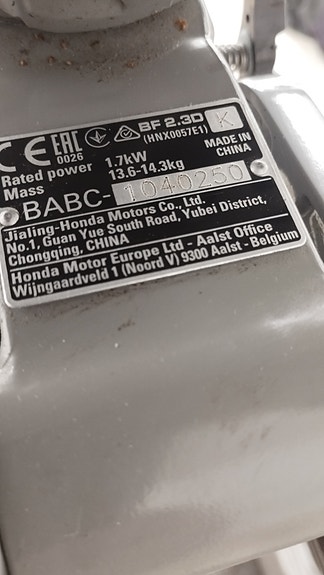 CE EAC BF 2.3D K
0026 (HNX0057E1)
Rated power 1.7kW MADE IN
Mass 13.6-14.3kg CHINA
BABC-1040250
Jialing-Honda Motors Co., Ltd.
No.1, Guan Yue South Road, Yubei District,
Chongqing, CHINA
Honda Motor Europe Ltd - Aalst Office
Wijngaardveld 1 (Noord V) 9300 Aalst - Belgium